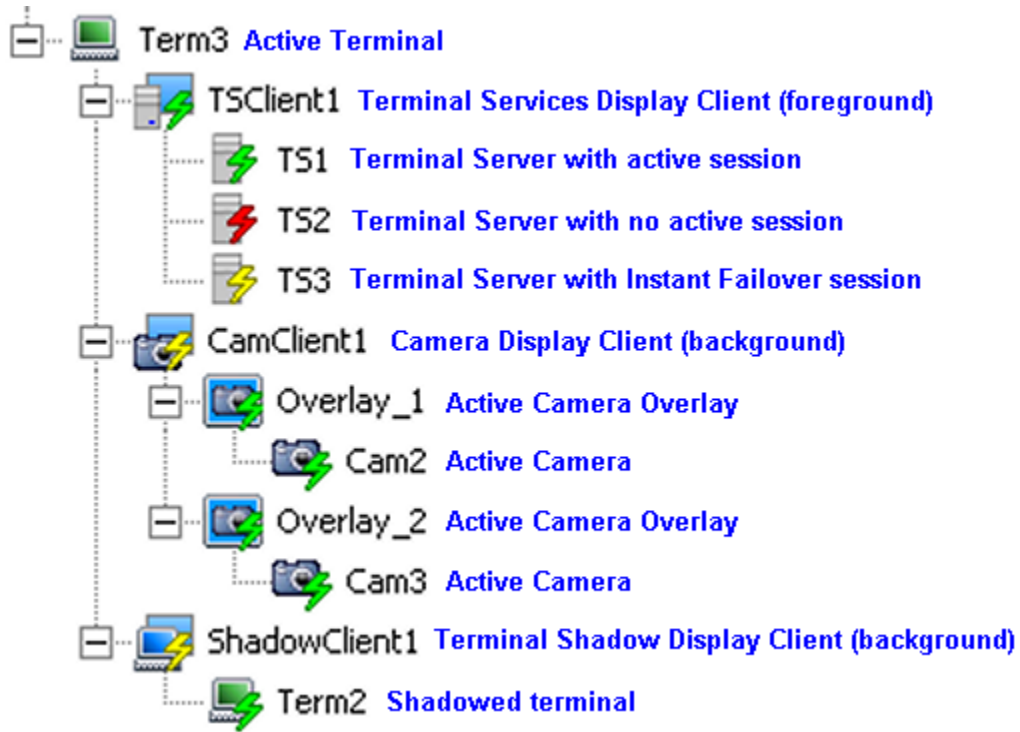 Term3 Active Terminal
TSClient1 Terminal Services Display Client (foreground)
TS1 Terminal Server with active session
TS2 Terminal Server with no active session
TS3 Terminal Server with Instant Failover session
CamClient1 Camera Display Client (background)
Overlay_1 Active Camera Overlay
Cam2 Active Camera
Overlay_2 Active Camera Overlay
Cam3 Active Camera
ShadowClient1 Terminal Shadow Display Client (background)
Term2 Shadowed terminal